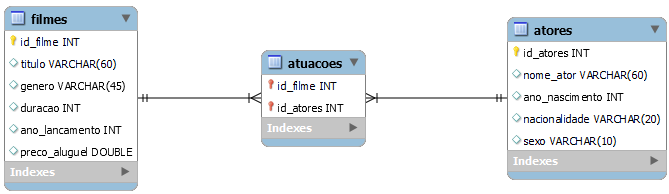 filmes
id_filme INT
titulo VARCHAR(60)
genero VARCHAR(45)
duracao INT
ano_lancamento INT
preco_aluguel DOUBLE
Indexes
atuacoes
id_filme INT
id_atores INT
Indexes
atores
id_atores INT
nome_ator VARCHAR(60)
ano_nascimento INT
nacionalidade VARCHAR(20)
sexo VARCHAR(10)
Indexes